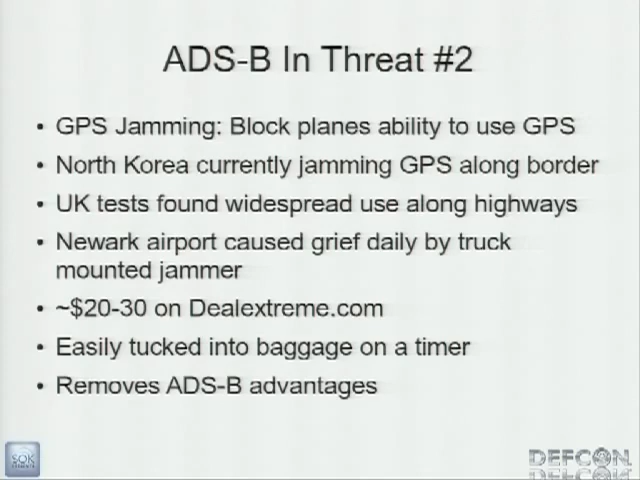 ADS-B In Threat #2
• GPS Jamming: Block planes ability to use GPS
• North Korea currently jamming GPS along border
• UK tests found widespread use along highways
• Newark airport caused grief daily by truck
mounted jammer
• ~$20-30 on Dealextreme.com
• Easily tucked into baggage on a timer
• Removes ADS-B advantages
SOK
DEFCON